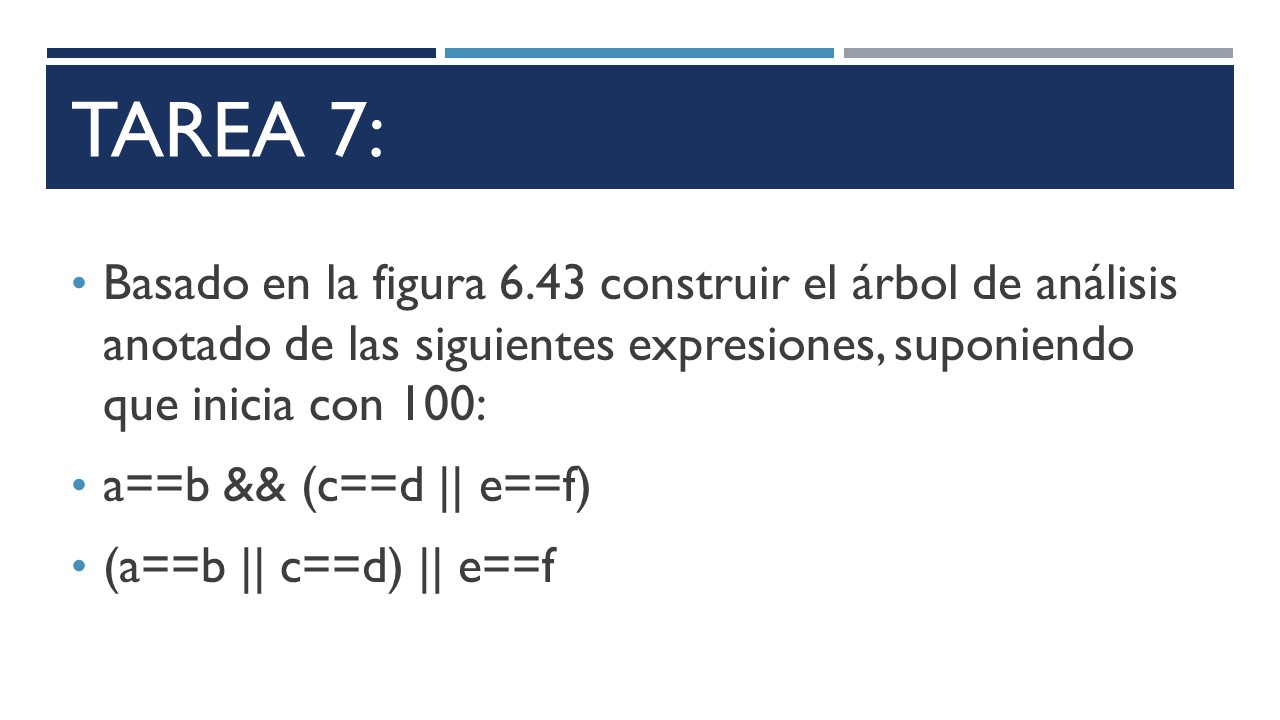 TAREA 7:
• Basado en la figura 6.43 construir el árbol de análisis
anotado de las siguientes expresiones, suponiendo
que inicia con 100:
• a==b && (c==d || e==f)
• (a==b || c==d) || e==f